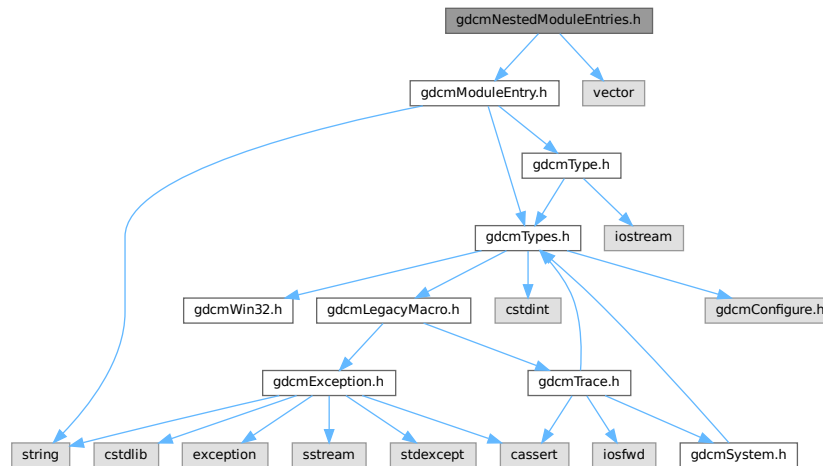 gdcmNestedModuleEntries.h
gdcmModuleEntry.h
vector
gdcmType.h
gdcmTypes.h
iostream
gdcmWin32.h
gdcmLegacyMacro.h
cstdint
gdcmConfigure.h
gdcmException.h
gdcmTrace.h
string
cstdlib
exception
sstream
stdexcept
cassert
iosfwd
gdcmSystem.h